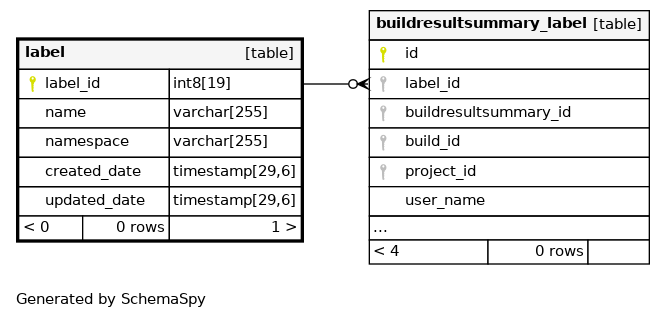 label [table]
label_id int8[19]
name varchar[255]
namespace varchar[255]
created_date timestamp[29,6]
updated_date timestamp[29,6]
< 0 0 rows 1 >
buildresultsummary_label [table]
id
label_id
buildresultsummary_id
build_id
project_id
user_name
...
< 4 0 rows
Generated by SchemaSpy